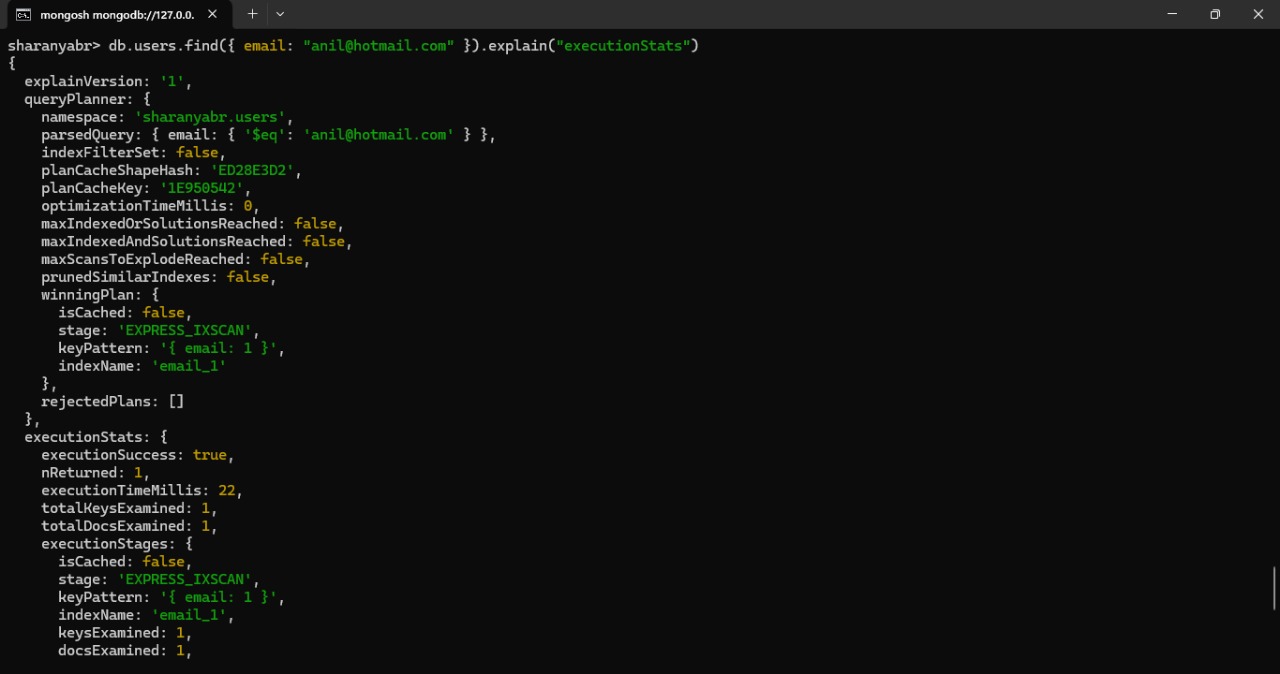 mongosh mongodb://127.0.0.
sharanyabr> db.users.find({ email: "anil@hotmail.com" }).explain("executionStats")
{
  explainVersion: '1',
  queryPlanner: {
    namespace: 'sharanyabr.users',
    parsedQuery: { email: { '$eq': 'anil@hotmail.com' } },
    indexFilterSet: false,
    planCacheShapeHash: 'ED28E3D2',
    planCacheKey: '1E950542',
    optimizationTimeMillis: 0,
    maxIndexedOrSolutionsReached: false,
    maxIndexedAndSolutionsReached: false,
    maxScansToExplodeReached: false,
    prunedSimilarIndexes: false,
    winningPlan: {
      isCached: false,
      stage: 'EXPRESS_IXSCAN',
      keyPattern: '{ email: 1 }',
      indexName: 'email_1'
    },
    rejectedPlans: []
  },
  executionStats: {
    executionSuccess: true,
    nReturned: 1,
    executionTimeMillis: 22,
    totalKeysExamined: 1,
    totalDocsExamined: 1,
    executionStages: {
      isCached: false,
      stage: 'EXPRESS_IXSCAN',
      keyPattern: '{ email: 1 }',
      indexName: 'email_1',
      keysExamined: 1,
      docsExamined: 1,